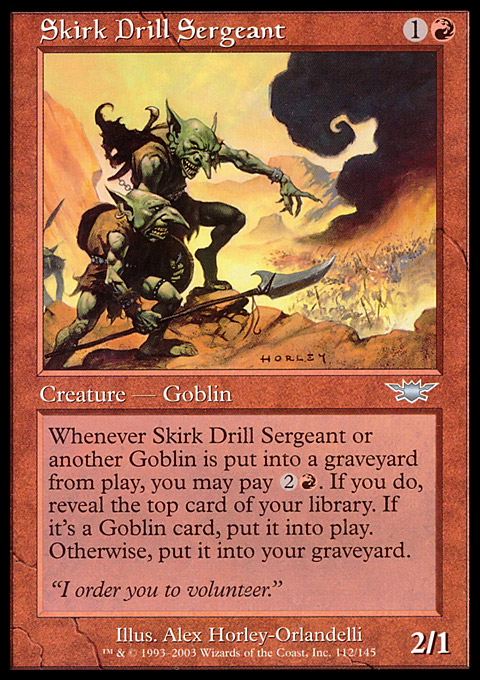 Skirk Drill Sergeant 1
HORLEY
Creature — Goblin
Whenever Skirk Drill Sergeant or
another Goblin is put into a graveyard
from play, you may pay 2. If you do,
reveal the top card of your library. If
it's a Goblin card, put it into play.
Otherwise, put it into your graveyard.
“I order you to volunteer.”
Illus. Alex Horley-Orlandelli
™ & © 1993–2003 Wizards of the Coast, Inc. 112/145
2/1